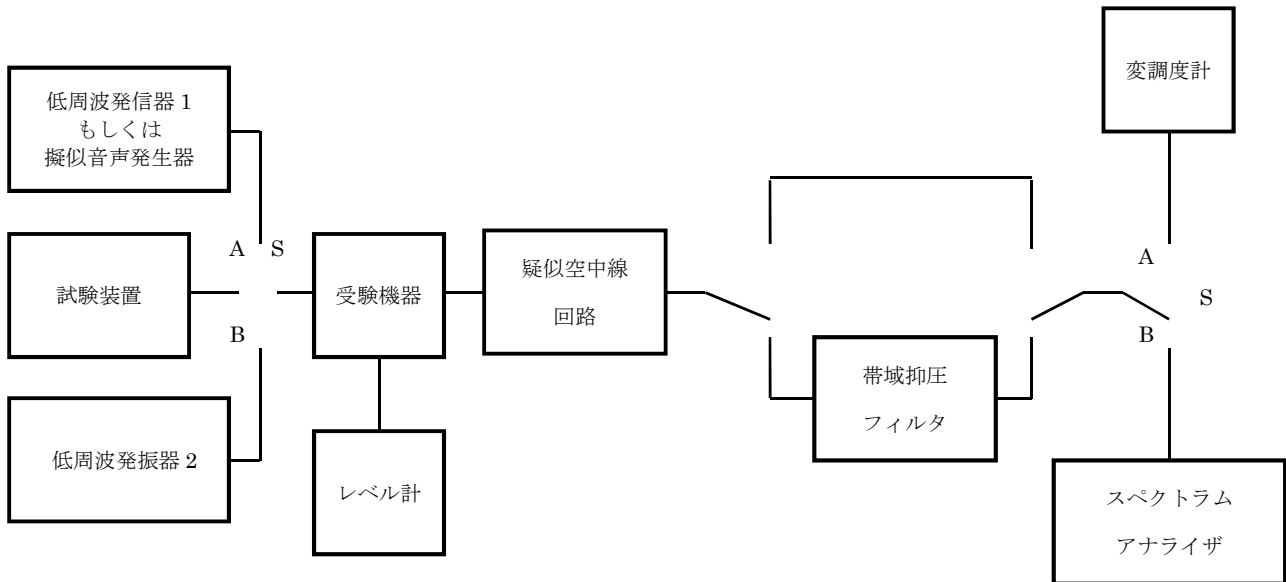 変調度計
低周波発信器 1
もしくは
擬似音声発生器
A S
試験装置
受験機器
疑似空中線
回路
A
S
B
B
帯域抑圧
フィルタ
低周波発振器 2
レベル計
スペクトラム
アナライザ